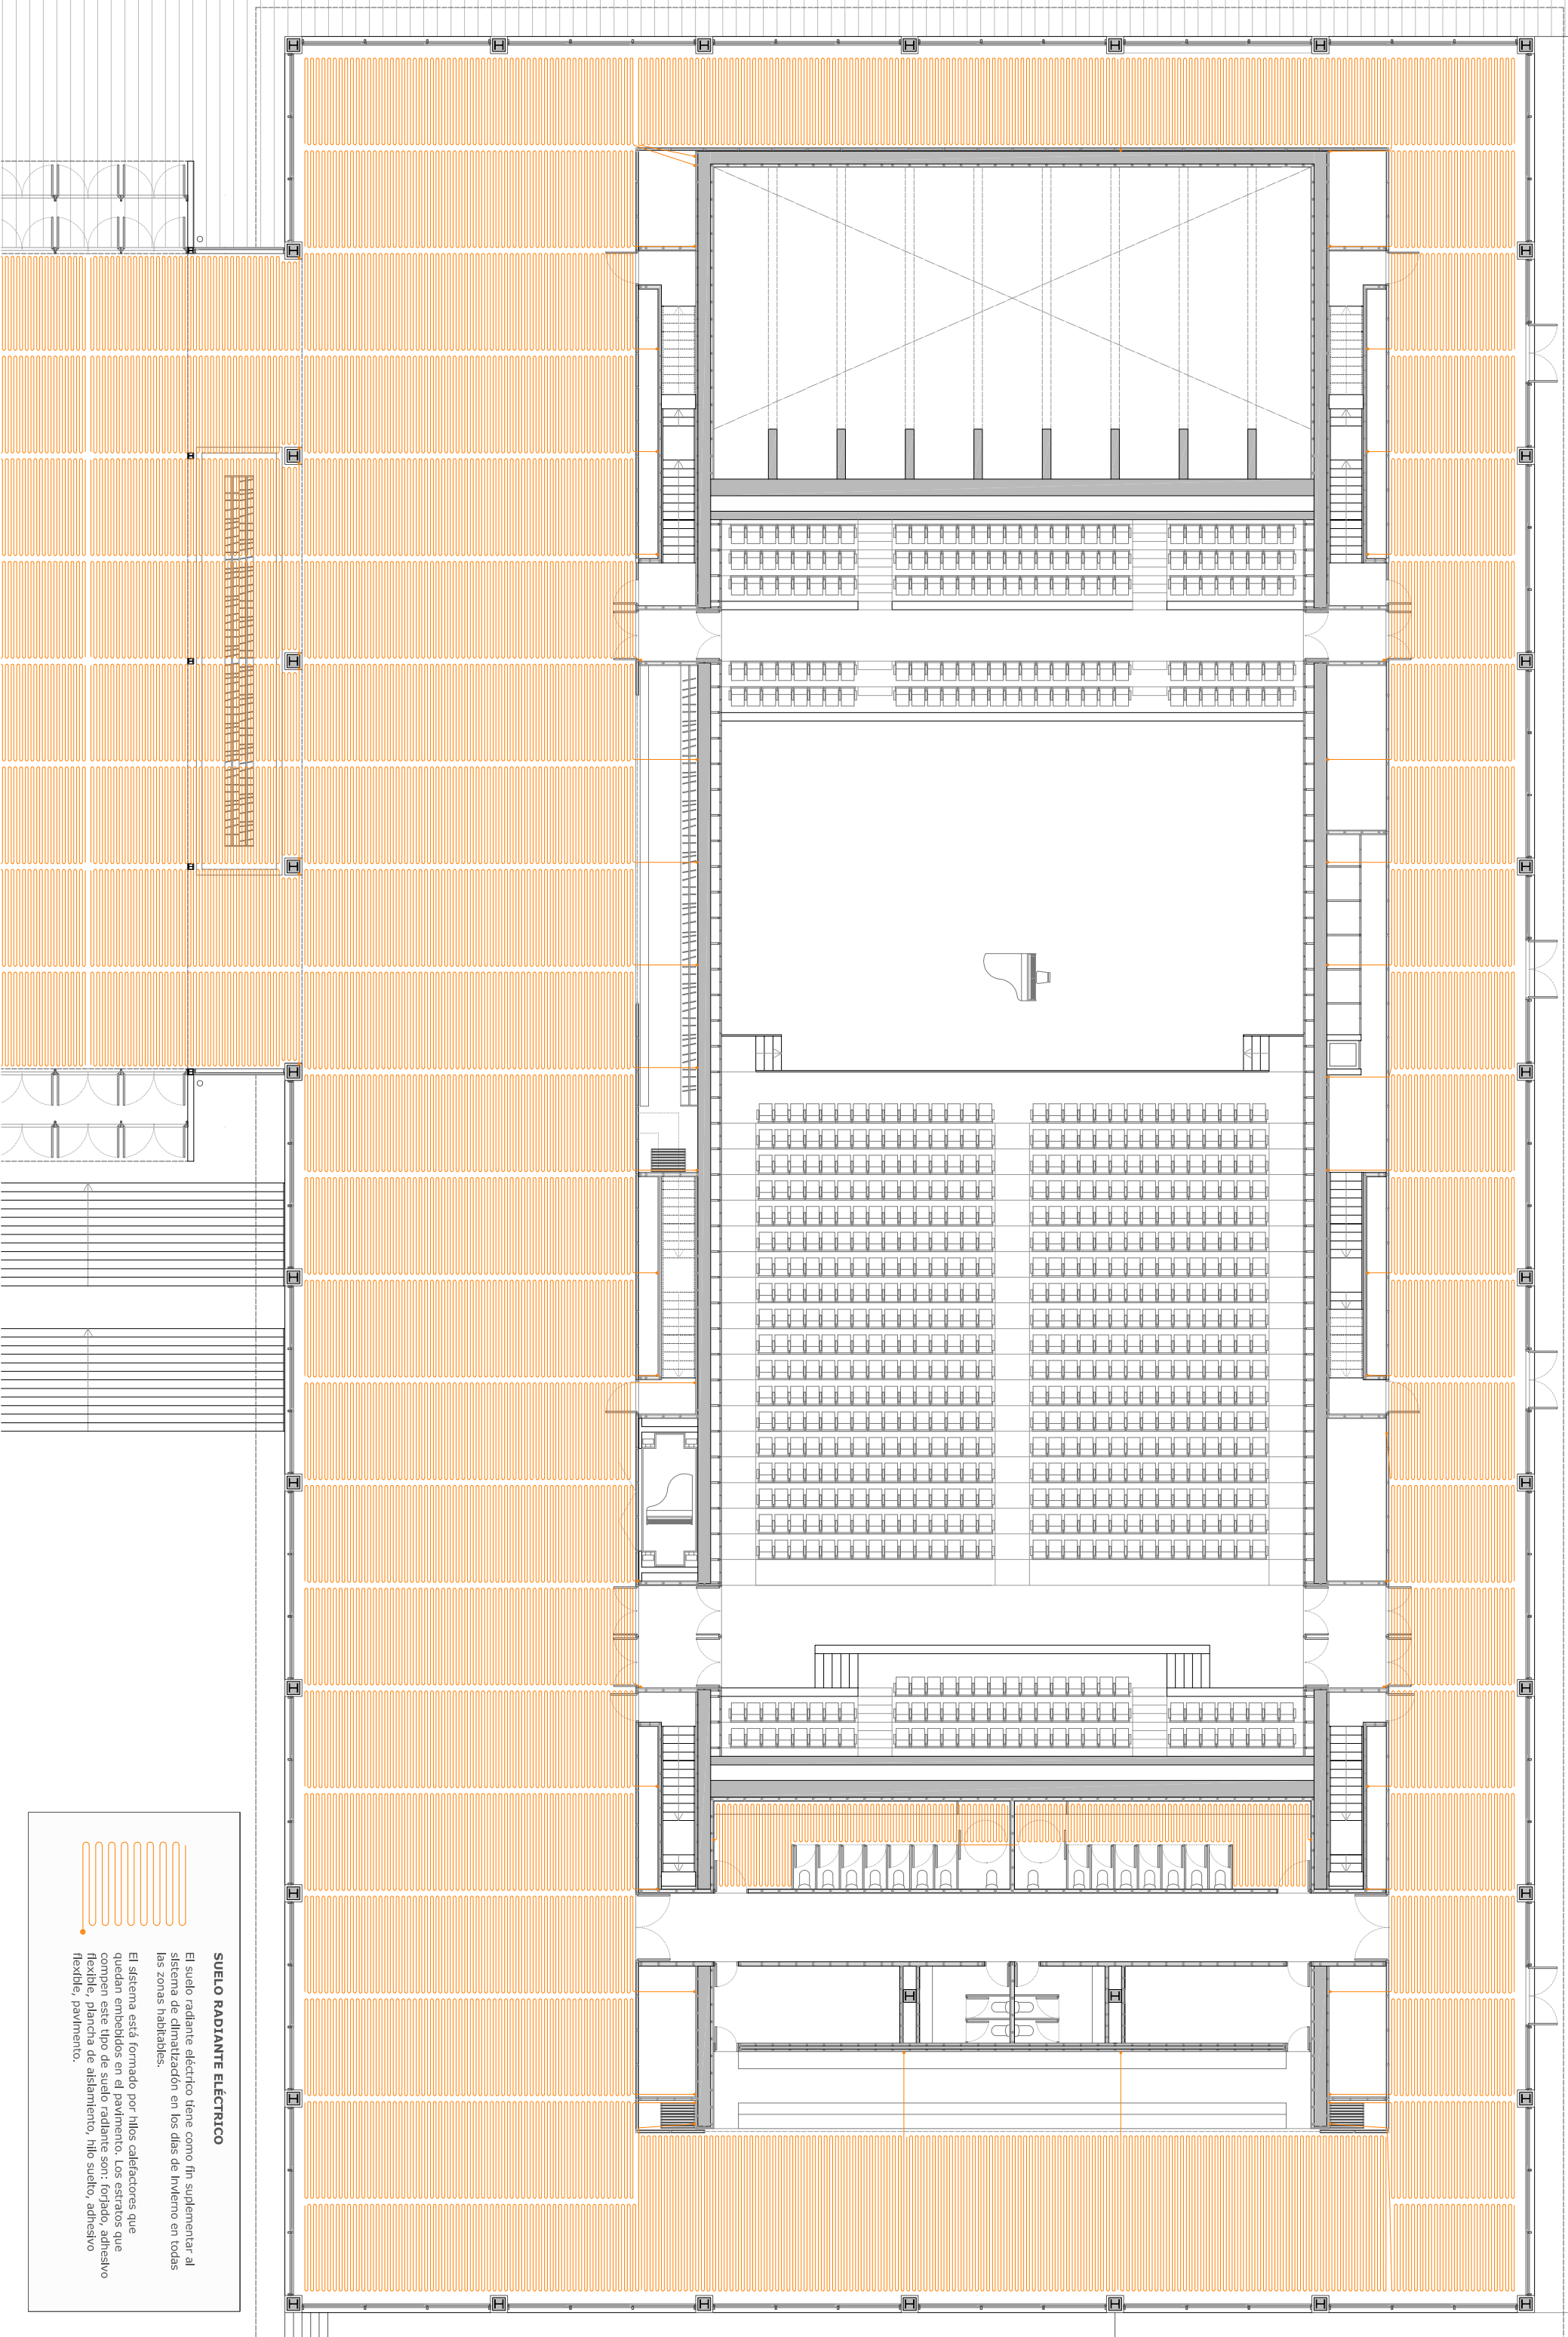 SUELO RADIANTE ELÉCTRICO
El suelo radiante eléctrico tiene como fin suplementar al
sistema de climatización en los días de invierno en todas
las zonas habitables.
El sistema está formado por hilos calefactores que
quedan embebidos en el pavimento. Los estratos que
compen este tipo de suelo radiante son: forjado, adhesivo
flexible, plancha de aislamiento, hilo suelto, adhesivo
flexible, pavimento.